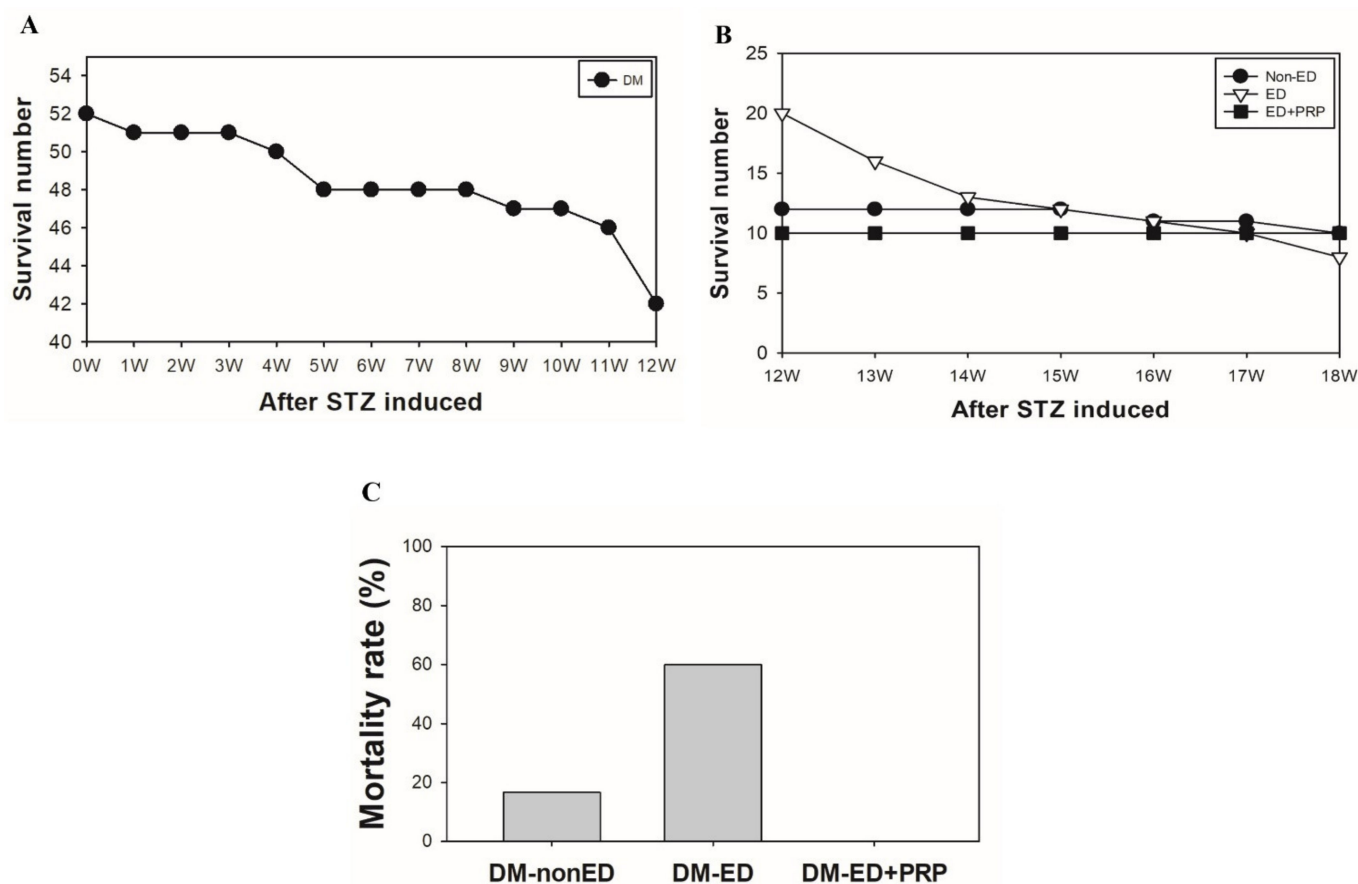 A
Survival number
54
52
50
48
46
44
42
40
DM
0W 1W 2W 3W 4W 5W 6W 7W 8W 9W 10W 11W 12W
After STZ induced
B
Survival number
25
20
15
10
5
0
Non-ED
ED
ED+PRP
12W 13W 14W 15W 16W 17W 18W
After STZ induced
C
Mortality rate (%)
100
80
60
40
20
0
DM-nonED DM-ED DM-ED+PRP